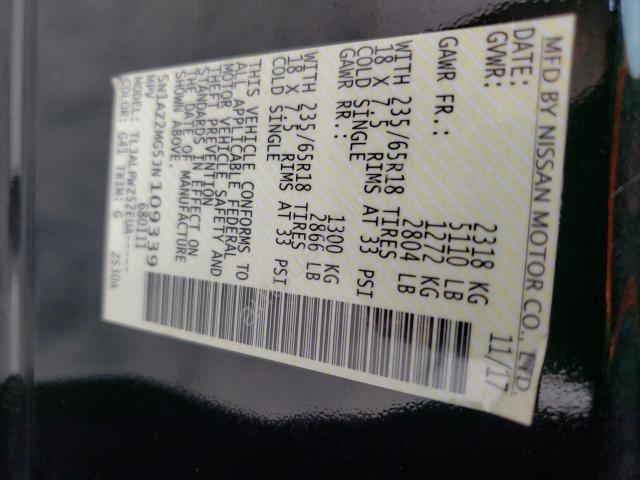 MFD BY NISSAN MOTOR CO., LTD.
DATE: 11/17
GVWR: 2318 KG
5110 LB
GAWR FR.: 1272 KG
2804 LB
WITH 235/65R18 TIRES
18 X 7.5 RIMS AT 33 PSI
COLD SINGLE
GAWR RR.: 1300 KG
2866 LB
WITH 235/65R18 TIRES
18 X 7.5 RIMS AT 33 PSI
COLD SINGLE
THIS VEHICLE CONFORMS TO
ALL APPLICABLE FEDERAL
MOTOR VEHICLE SAFETY AND
THEFT PREVENTION
STANDARDS IN EFFECT ON
THE DATE OF MANUFACTURE
SHOWN ABOVE.
5N1AZ2MG5JN109339
MPV 680111
MODEL: TL3ALPWZ52EUA-----
COLOR: G41 TRIM: G 2530A